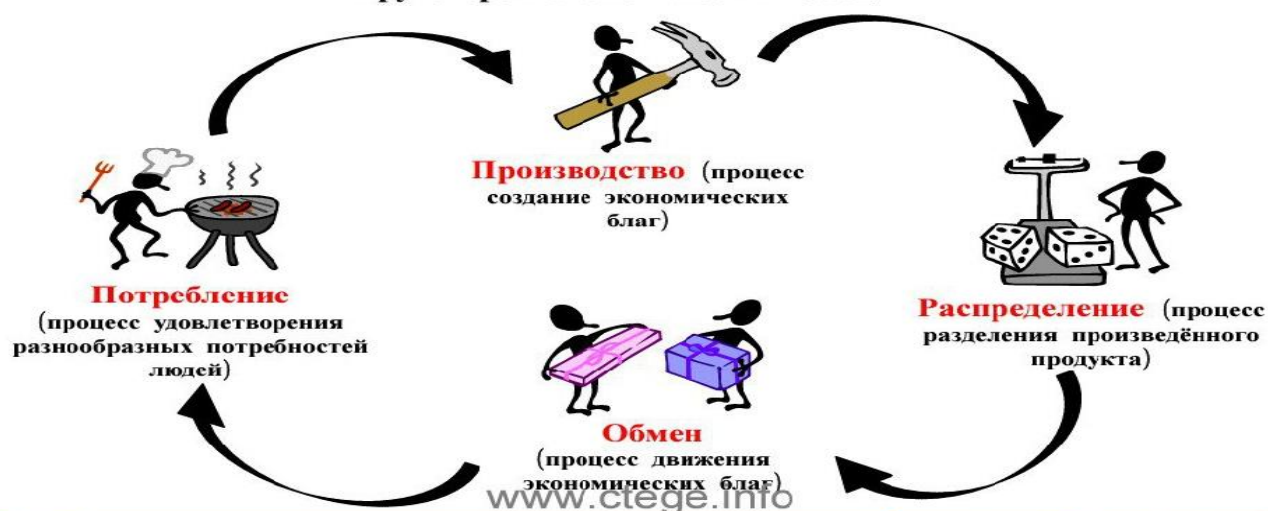 Производство (процесс
создание экономических
благ)
Потребление
(процесс удовлетворения
разнообразных потребностей
людей)
Распределение (процесс
разделения произведённого
продукта)
Обмен
(процесс движения
экономических благ)
www.ctege.info